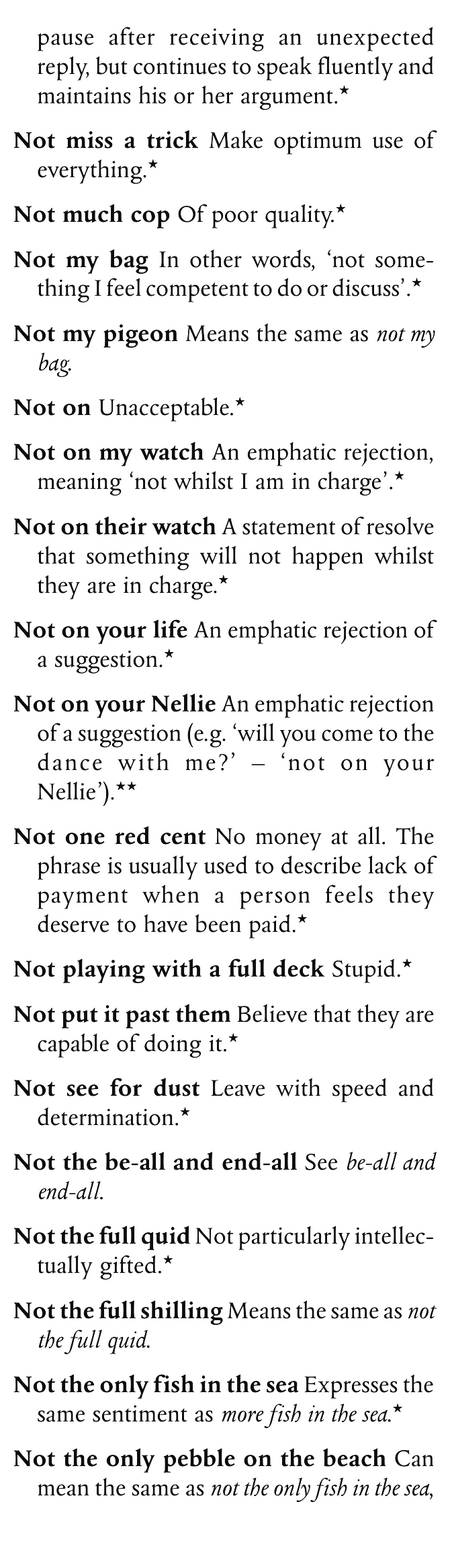 pause after receiving an unexpected
reply, but continues to speak fluently and
maintains his or her argument.★
Not miss a trick Make optimum use of
everything.★
Not much cop Of poor quality.★
Not my bag In other words, ‘not some-
thing I feel competent to do or discuss’.★
Not my pigeon Means the same as not my
bag.
Not on Unacceptable.★
Not on my watch An emphatic rejection,
meaning ‘not whilst I am in charge’.★
Not on their watch A statement of resolve
that something will not happen whilst
they are in charge.★
Not on your life An emphatic rejection of
a suggestion.★
Not on your Nellie An emphatic rejection
of a suggestion (e.g. ‘will you come to the
dance with me?’ – ‘not on your
Nellie’).★★
Not one red cent No money at all. The
phrase is usually used to describe lack of
payment when a person feels they
deserve to have been paid.★
Not playing with a full deck Stupid.★
Not put it past them Believe that they are
capable of doing it.★
Not see for dust Leave with speed and
determination.★
Not the be-all and end-all See be-all and
end-all.
Not the full quid Not particularly intellec-
tually gifted.★
Not the full shilling Means the same as not
the full quid.
Not the only fish in the sea Expresses the
same sentiment as more fish in the sea.★
Not the only pebble on the beach Can
mean the same as not the only fish in the sea,